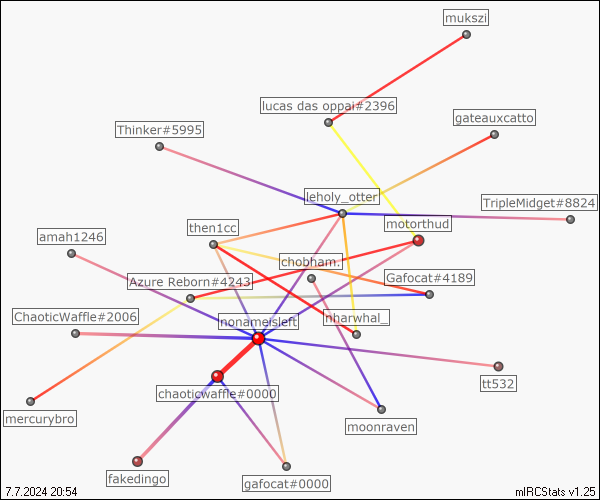 mukszi
lucas das oppai#2396
gateauxcatto
Thinker#5995
leholy_otter
TripleMidget#8824
motorthud
then1cc
amah1246
chobham.
Gafocat#4189
Azure Reborn#4243
ChaoticWaffle#2006
nonameisleft
nharwhal_
tt532
chaoticwaffle#0000
mercurybro
moonraven
fakedingo
gafocat#0000
7.7.2024 20:54
mIRCStats v1.25